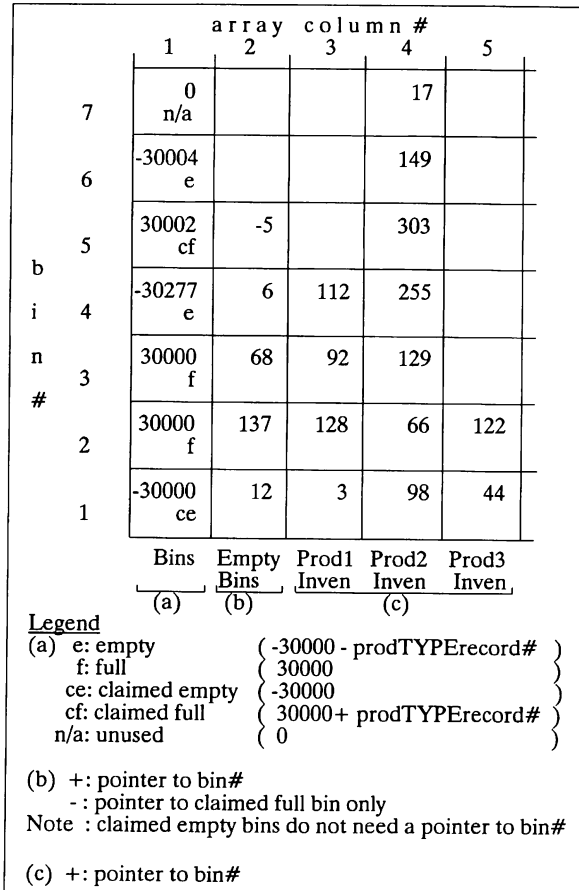 array column #
1 2 3 4 5
7 0 17
n/a
6 -30004 149
e
5 30002 -5 303
cf
b
i 4 -30277 6 112 255
e
n 3 30000 68 92 129
f
#
2 30000 137 128 66 122
f
1 -30000 12 3 98 44
ce
Bins Empty Prod1 Prod2 Prod3
Bins Inven Inven Inven
(a) (b) (c)
Legend
(a) e: empty ( -30000 - prodTYPErecord# )
f: full ( 30000 )
ce: claimed empty ( -30000 )
cf: claimed full ( 30000+ prodTYPErecord# )
n/a: unused ( 0 )
(b) +: pointer to bin#
- : pointer to claimed full bin only
Note : claimed empty bins do not need a pointer to bin#
(c) +: pointer to bin#